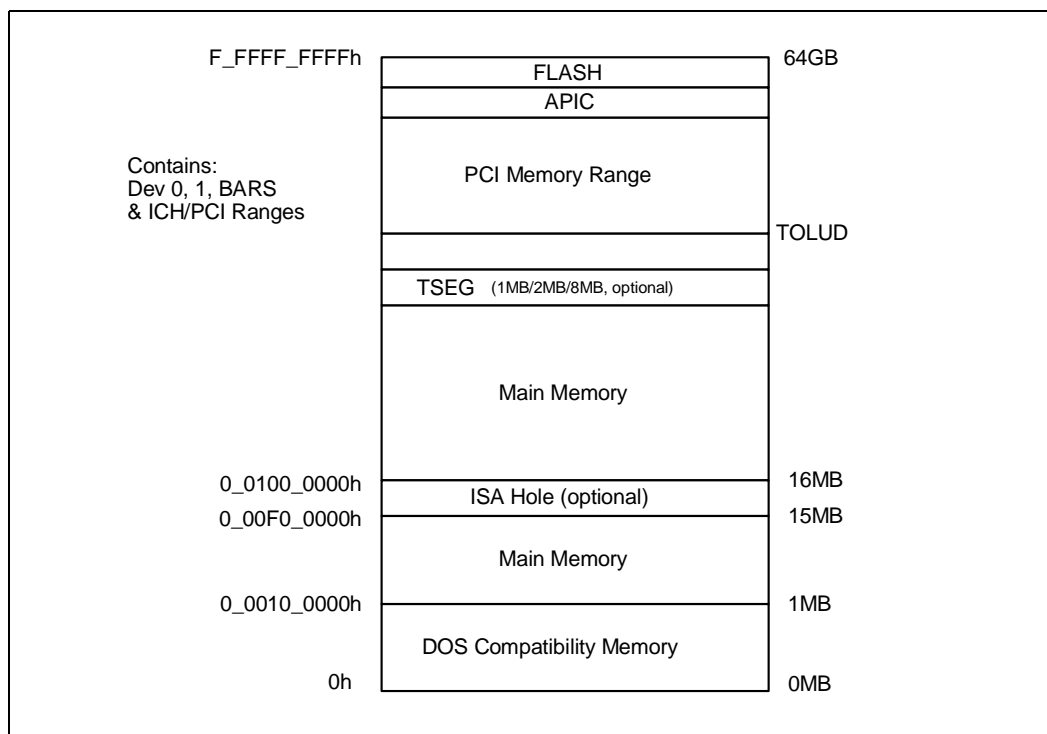 F_FFFF_FFFFh
64GB
FLASH
APIC
Contains:
Dev 0, 1, BARS
& ICH/PCI Ranges
PCI Memory Range
TOLUD
TSEG (1MB/2MB/8MB, optional)
Main Memory
0_0100_0000h
16MB
ISA Hole (optional)
0_00F0_0000h
15MB
Main Memory
0_0010_0000h
1MB
DOS Compatibility Memory
0h
0MB